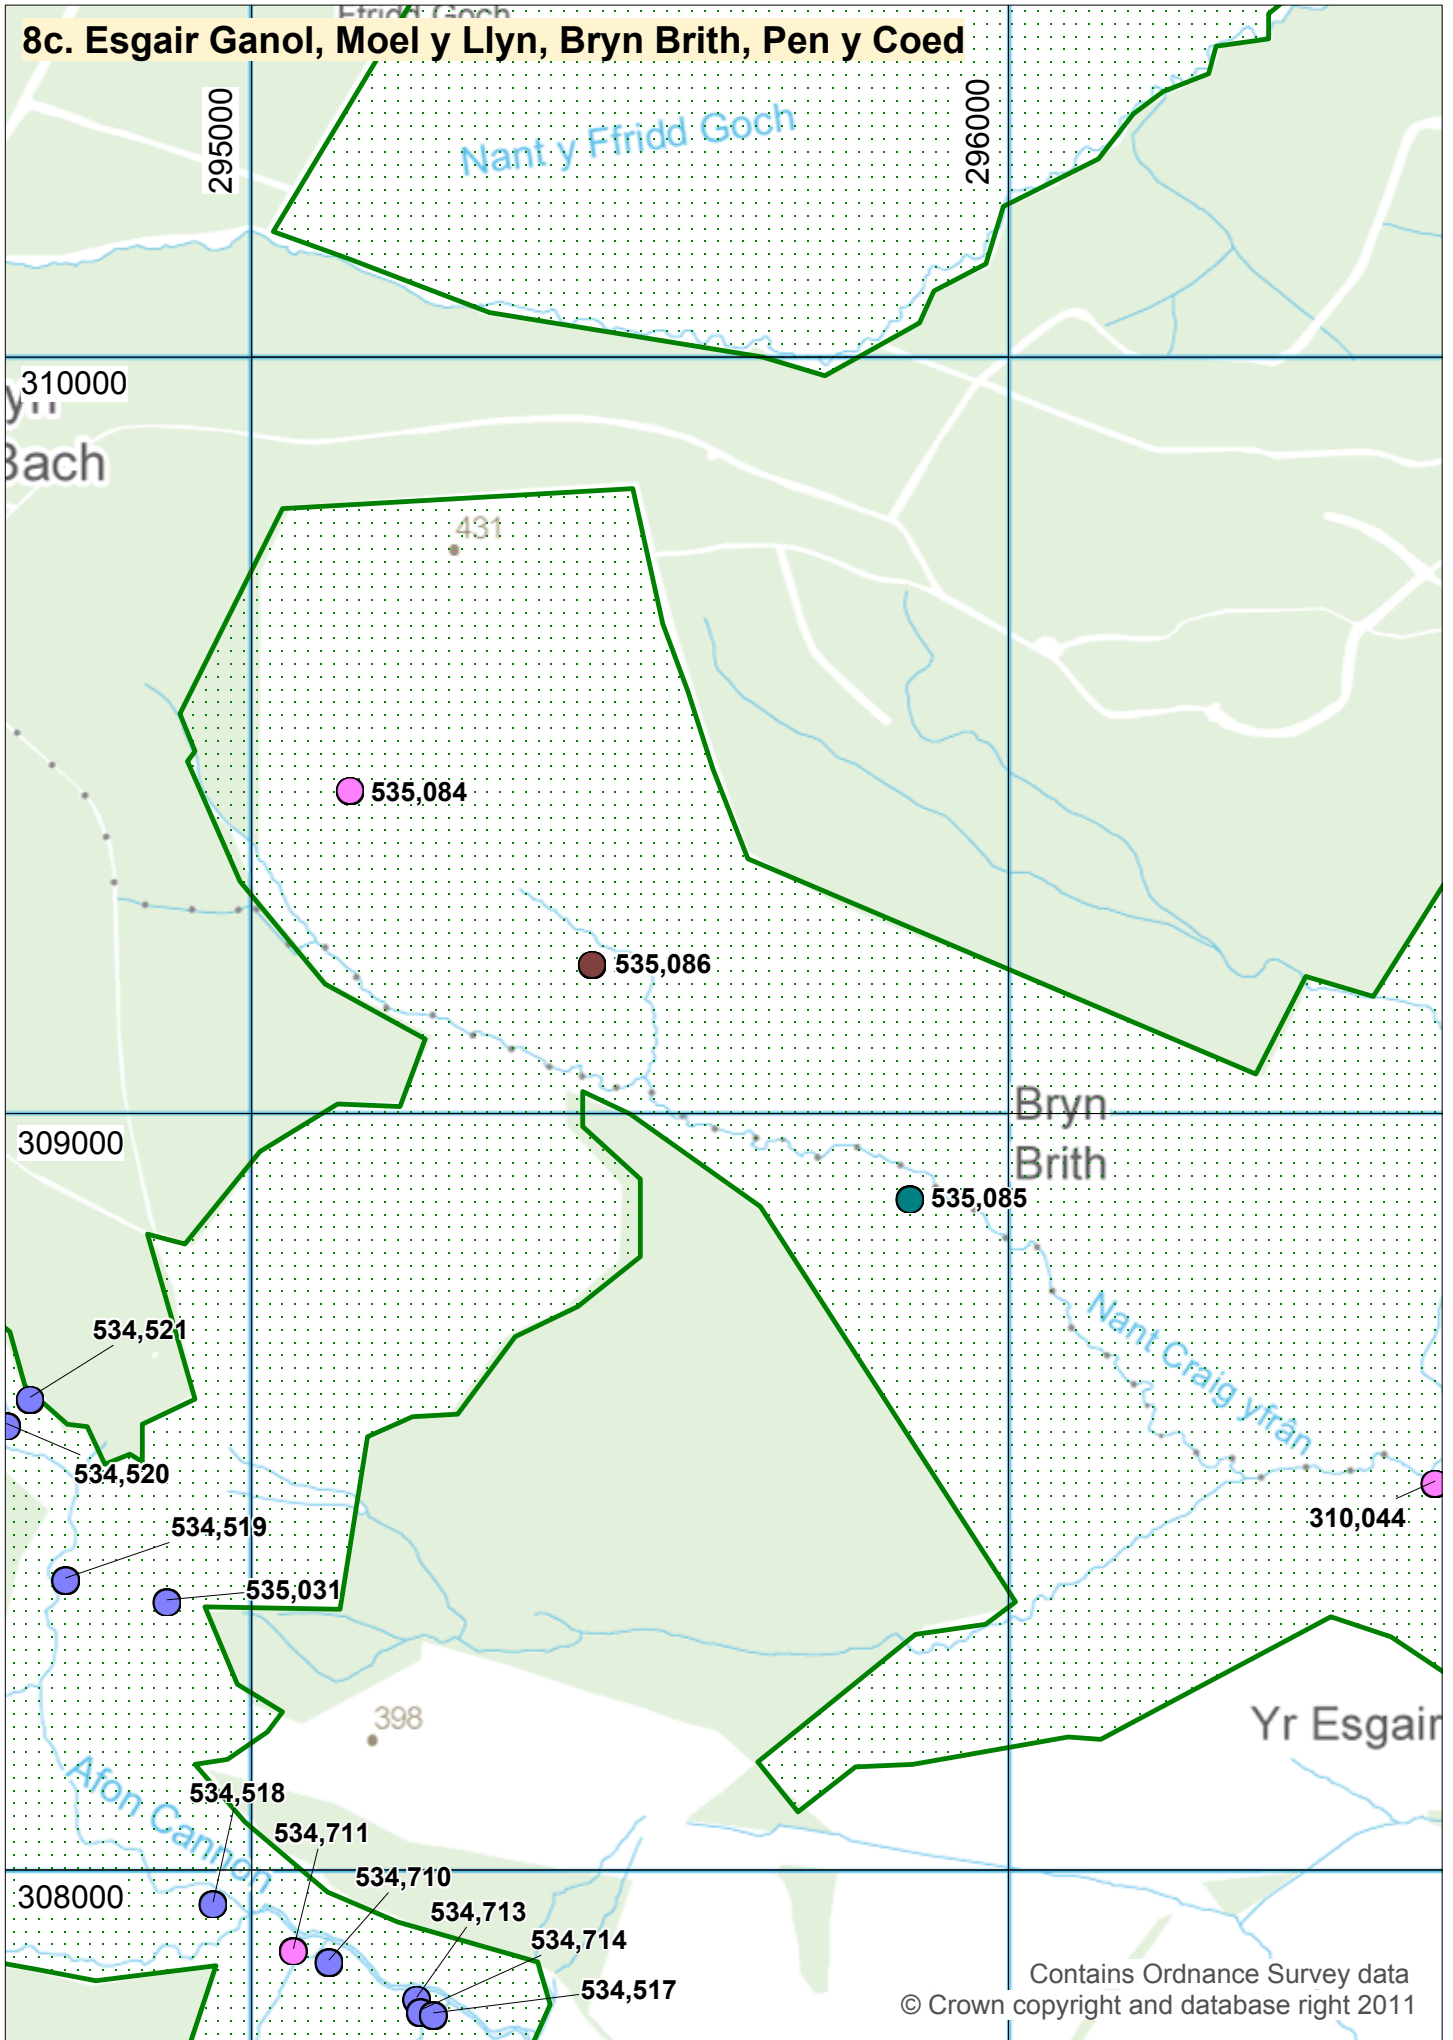 Ffridd Goch
8c. Esgair Ganol, Moel y Llyn, Bryn Brith, Pen y Coed
295000
296000
Nant y Ffridd Goch
310000
Bach
431
535,084
535,086
Bryn
Brith
309000
535,085
Nant Craig yfrân
534,521
534,520
310,044
534,519
535,031
398
Yr Esgair
Afon Cannon
534,518
534,711
534,710
308000
534,713
534,714
534,517
Contains Ordnance Survey data
© Crown copyright and database right 2011